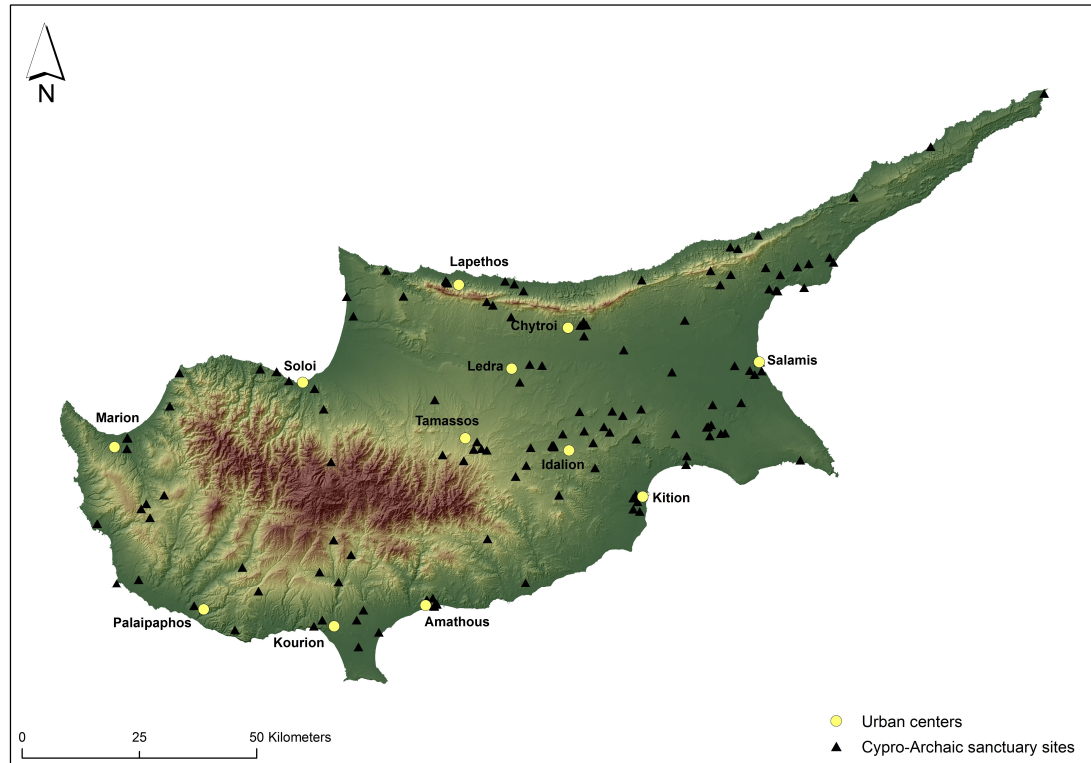 N
Lapethos
Chytroi
Ledra
Salamis
Soloi
Marion
Tamassos
Idalion
Kition
Palaipaphos
Kourion
Amathous
0 25 50 Kilometers
Urban centers
Cypro-Archaic sanctuary sites